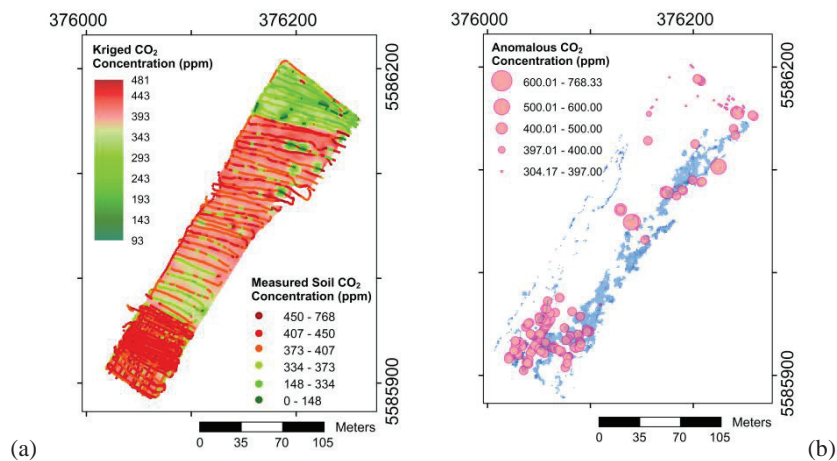 376000
376200
Kriged CO₂
Concentration (ppm)
481
443
393
343
293
243
193
143
93
5586200
5585900
Measured Soil CO₂
Concentration (ppm)
450 - 768
407 - 450
373 - 407
334 - 373
148 - 334
0 - 148
Meters
0 35 70 105
(a)
376000
376200
Anomalous CO₂
Concentration (ppm)
600.01 - 768.33
500.01 - 600.00
400.01 - 500.00
397.01 - 400.00
304.17 - 397.00
5586200
5585900
Meters
0 35 70 105
(b)